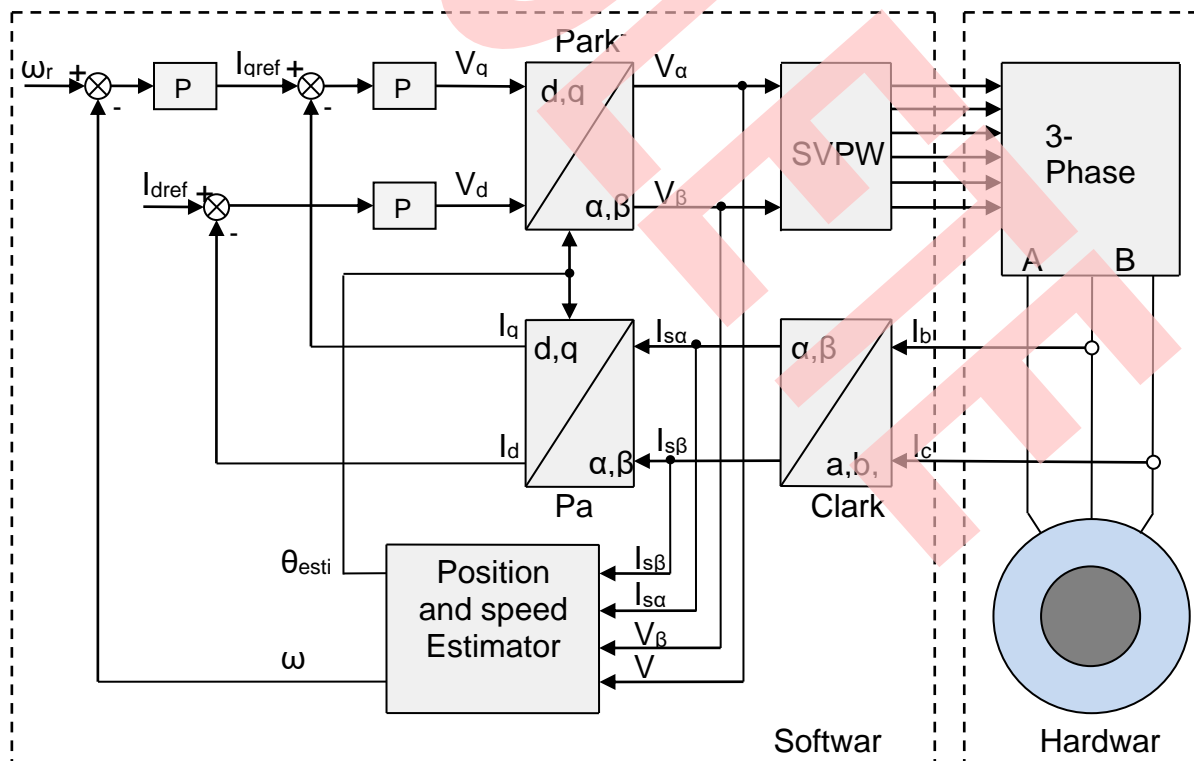 Park⁻
ωr + - P Iqref + - P Vq d,q Vα
Idref + - P Vd α,β Vβ
SVPW
3-
Phase
A B
Iq d,q Isα α,β Ib
Id α,β Isβ a,b, Ic
Pa Clark
θesti Position Isβ
and speed Isα
Estimator Vβ
ω V
Softwar Hardwar